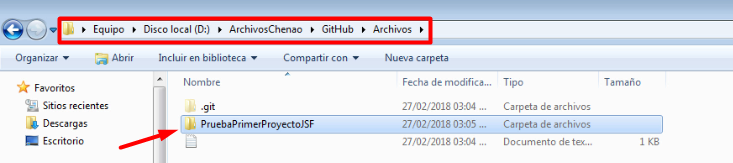 Equipo ▸ Disco local (D:) ▸ ArchivosChenao ▸ GitHub ▸ Archivos ▸
Organizar Abrir Incluir en biblioteca Compartir con Nueva carpeta
Favoritos
Sitios recientes
Descargas
Escritorio
Nombre Fecha de modifica... Tipo Tamaño
.git 27/02/2018 03:04 ... Carpeta de archivos
PruebaPrimerProyectoJSF 27/02/2018 03:05 ... Carpeta de archivos
27/02/2018 03:04 ... Documento de tex... 1 KB